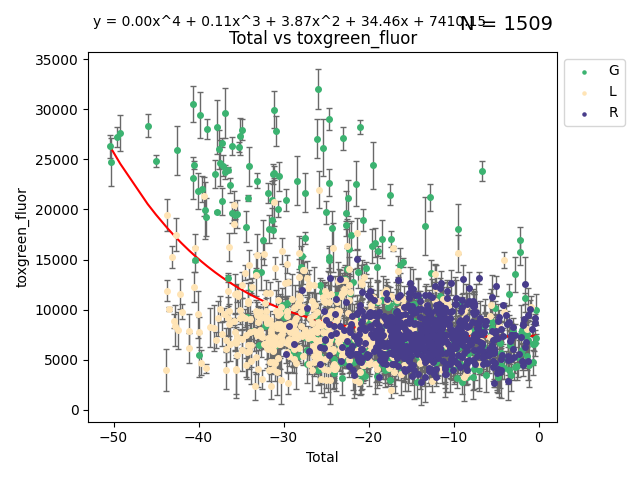 y = 0.00x^4 + 0.11x^3 + 3.87x^2 + 34.46x + 7410.15
N = 1509
Total vs toxgreen_fluor
35000
30000
25000
20000
15000
10000
5000
0
toxgreen_fluor
−50
−40
−30
−20
−10
0
Total
G
L
R